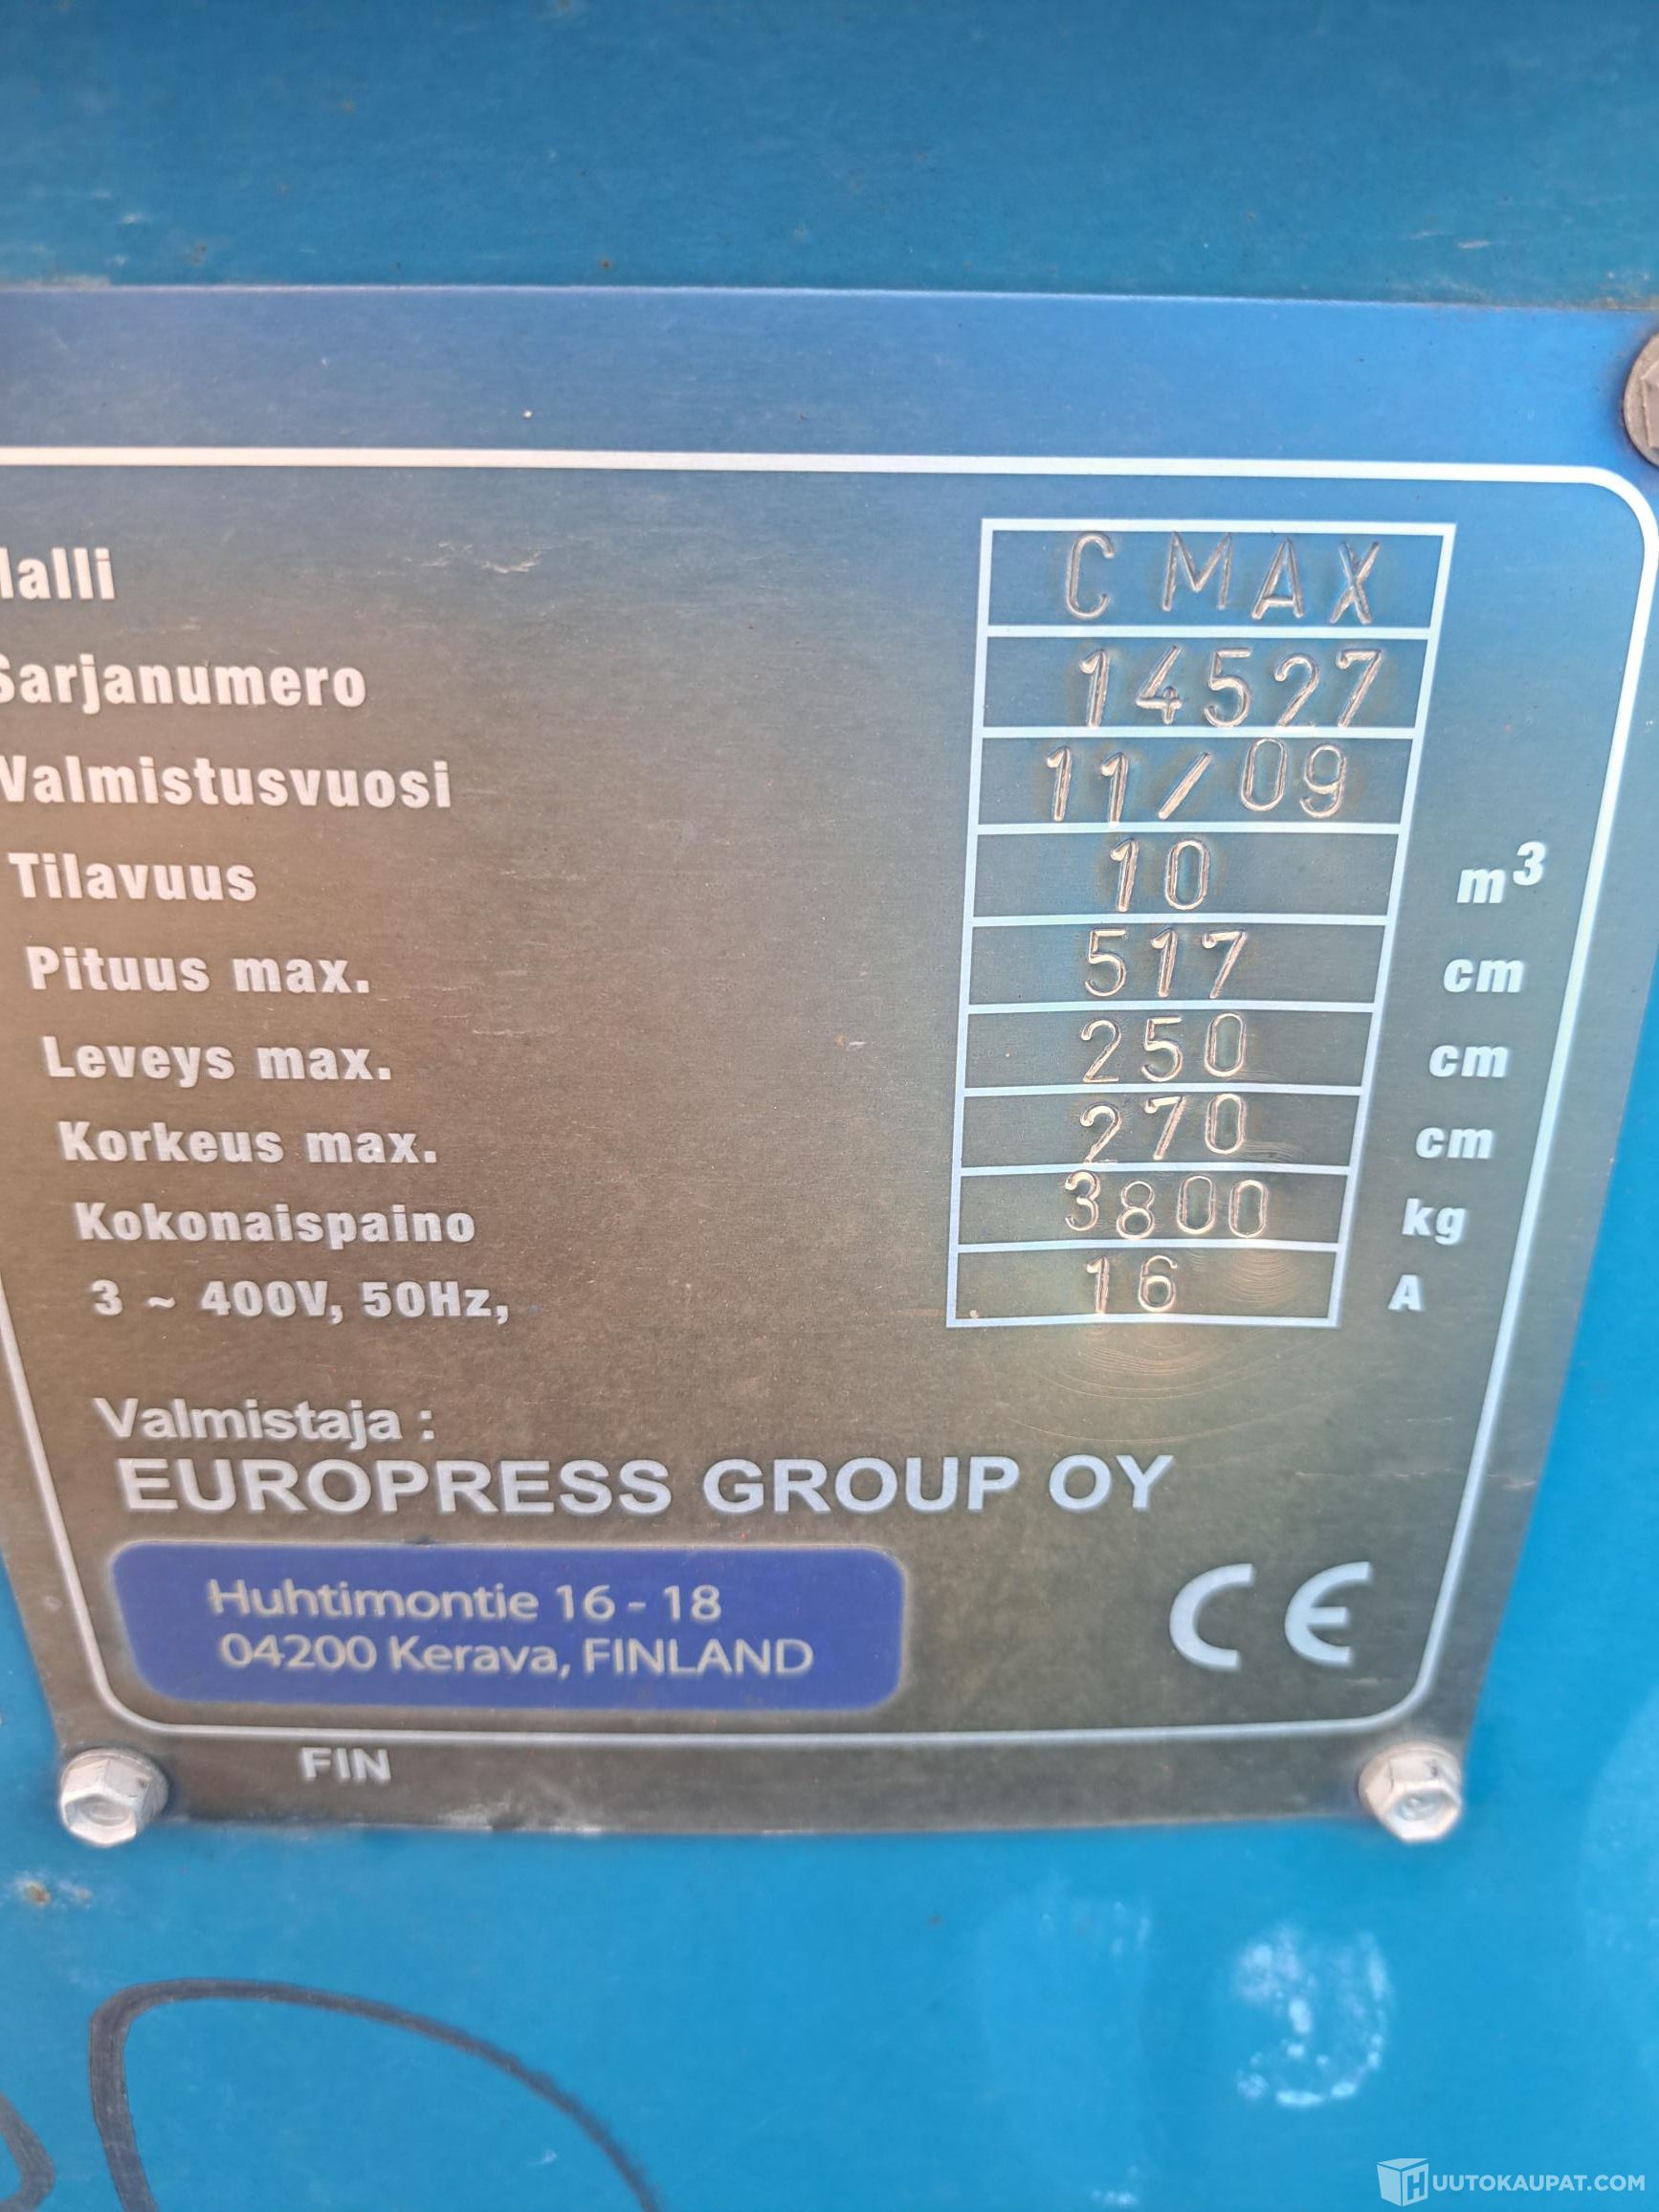 alli C MAX
Sarjanumero 14527
Valmistusvuosi 11/09
Tilavuus 10 m³
Pituus max. 517 cm
Leveys max. 250 cm
Korkeus max. 270 cm
Kokonaispaino 3800 kg
3 ~ 400V, 50Hz, 16 A
Valmistaja :
EUROPRESS GROUP OY
Huhtimontie 16 - 18
04200 Kerava, FINLAND
CE
FIN
HUUTOKAUPAT.COM